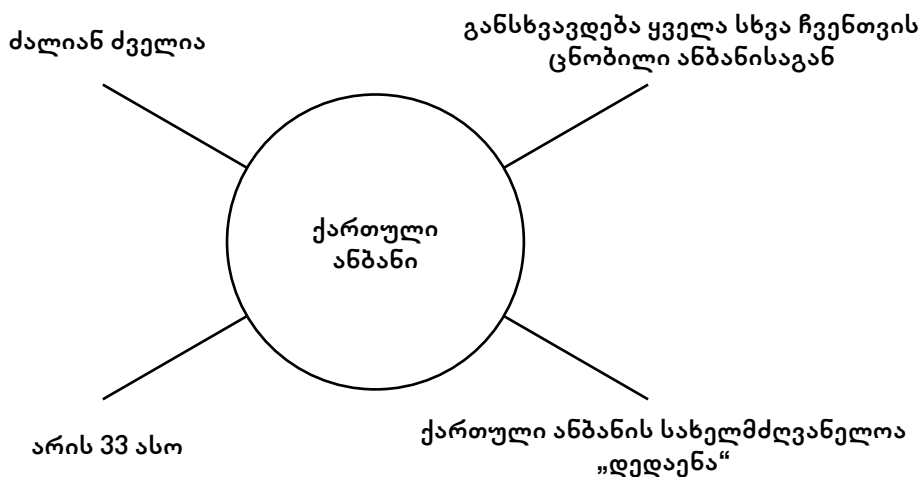 ძალიან ძველია
განსხვავდება ყველა სხვა ჩვენთვის
ცნობილი ანბანისაგან
ქართული
ანბანი
არის 33 ასო
ქართული ანბანის სახელმძღვანელოა
„დედაენა“